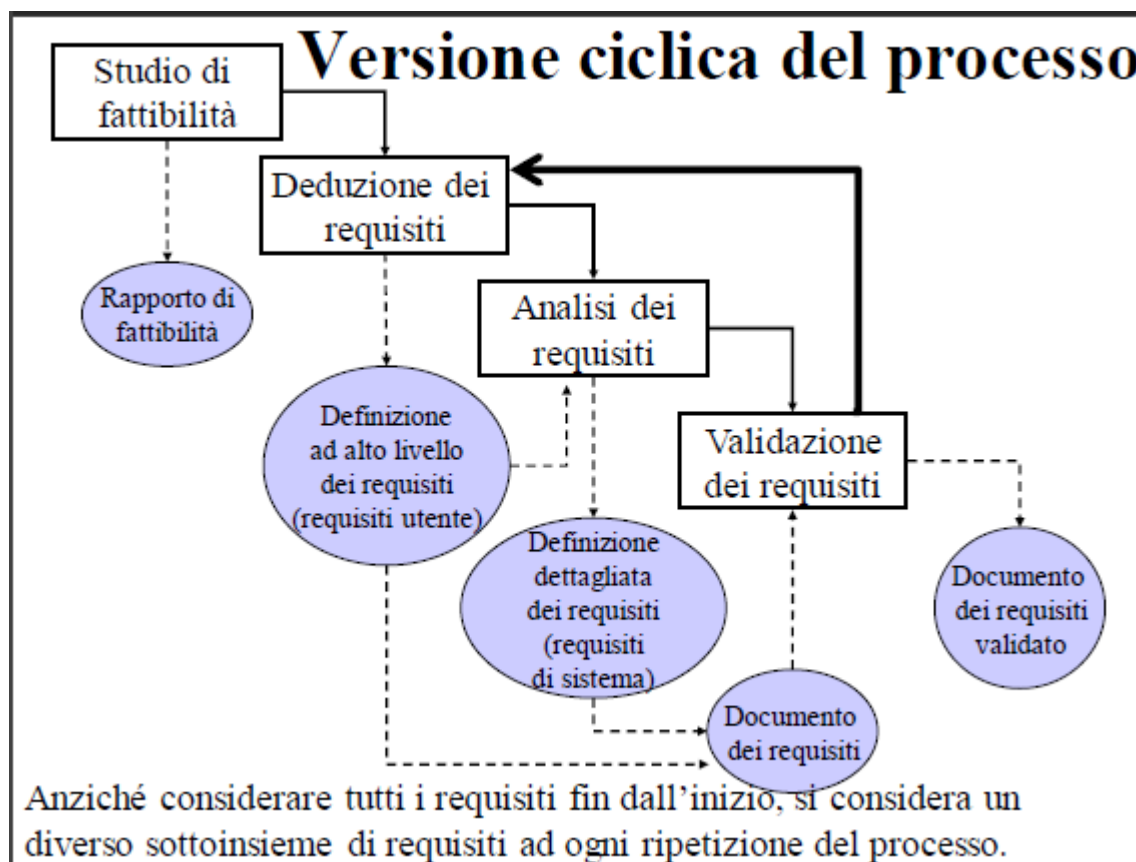 Versione ciclica del processo
Studio di
fattibilità
Deduzione dei
requisiti
Rapporto di
fattibilità
Analisi dei
requisiti
Definizione
ad alto livello
dei requisiti
(requisiti utente)
Validazione
dei requisiti
Definizione
dettagliata
dei requisiti
(requisiti
di sistema)
Documento
dei requisiti
validato
Documento
dei requisiti
Anziché considerare tutti i requisiti fin dall'inizio, si considera un
diverso sottoinsieme di requisiti ad ogni ripetizione del processo.